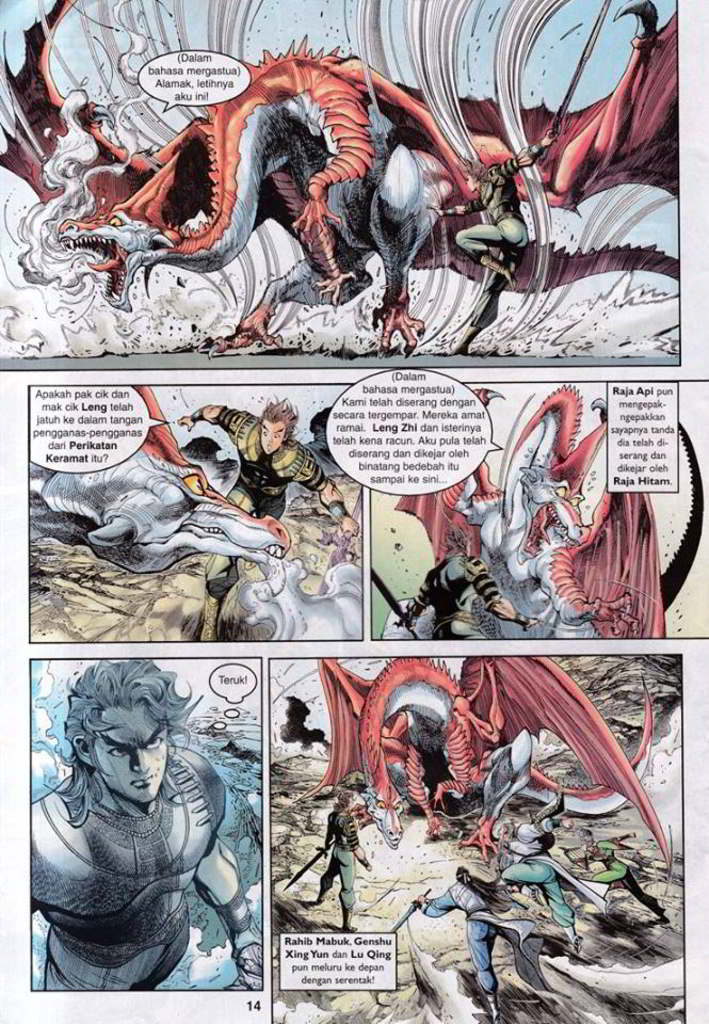 (Dalam
bahasa mergastua)
Alamak, letihnya
aku ini!
Apakah pak cik dan
mak cik Leng telah
jatuh ke dalam tangan
pengganas-pengganas
dari Perikatan
Keramat itu?
(Dalam
bahasa mergastua)
Kami telah diserang dengan
secara tergempar. Mereka amat
ramai. Leng Zhi dan isterinya
telah kena racun. Aku pula telah
diserang dan dikejar oleh
binatang bedebah itu
sampai ke sini...
Raja Api pun
mengepak-
ngepakkan
sayapnya tanda
dia telah di-
serang dan
dikejar oleh
Raja Hitam.
Teruk!
Rahib Mabuk, Genshu
Xing Yun dan Lu Qing
pun meluru ke depan
dengan serentak!
14